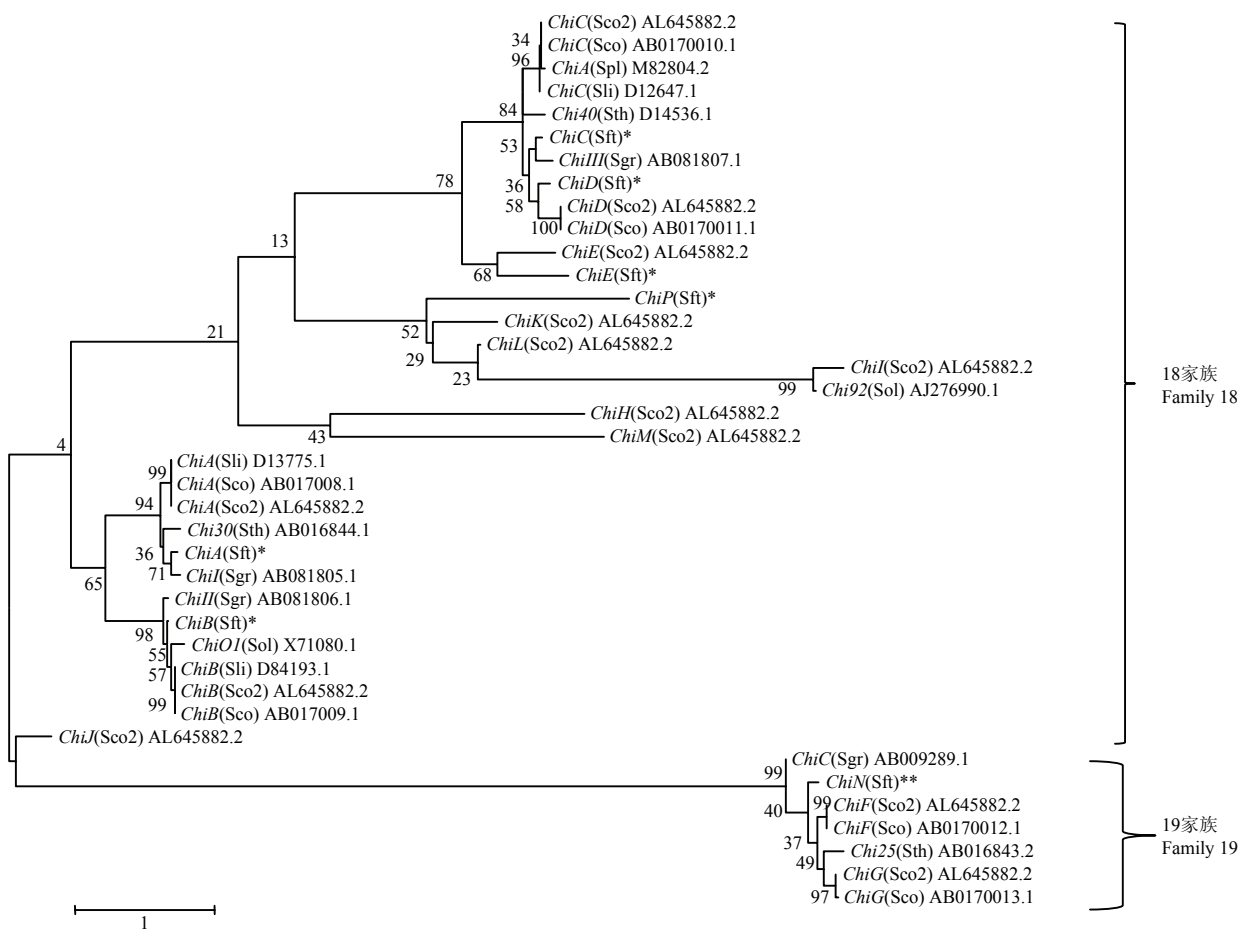 ChiC(Sco2) AL645882.2
34
ChiC(Sco) AB0170010.1
96
ChiA(Spl) M82804.2
ChiC(Sli) D12647.1
84
Chi40(Sth) D14536.1
ChiC(Sft)*
53
ChiIII(Sgr) AB081807.1
78
ChiD(Sft)*
36
58
ChiD(Sco2) AL645882.2
100
ChiD(Sco) AB0170011.1
13
ChiE(Sco2) AL645882.2
68
ChiE(Sft)*
ChiP(Sft)*
21
52
ChiK(Sco2) AL645882.2
ChiL(Sco2) AL645882.2
29
ChiI(Sco2) AL645882.2
23
99
Chi92(Sol) AJ276990.1
18家族
Family 18
ChiH(Sco2) AL645882.2
43
ChiM(Sco2) AL645882.2
4
ChiA(Sli) D13775.1
99
ChiA(Sco) AB017008.1
94
ChiA(Sco2) AL645882.2
Chi30(Sth) AB016844.1
36
ChiA(Sft)*
71
ChiI(Sgr) AB081805.1
65
ChiII(Sgr) AB081806.1
ChiB(Sft)*
98
ChiO1(Sol) X71080.1
55
57
ChiB(Sli) D84193.1
ChiB(Sco2) AL645882.2
99
ChiB(Sco) AB017009.1
ChiJ(Sco2) AL645882.2
ChiC(Sgr) AB009289.1
99
ChiN(Sft)**
40
99
ChiF(Sco2) AL645882.2
ChiF(Sco) AB0170012.1
37
Chi25(Sth) AB016843.2
49
ChiG(Sco2) AL645882.2
97
ChiG(Sco) AB0170013.1
19家族
Family 19
1